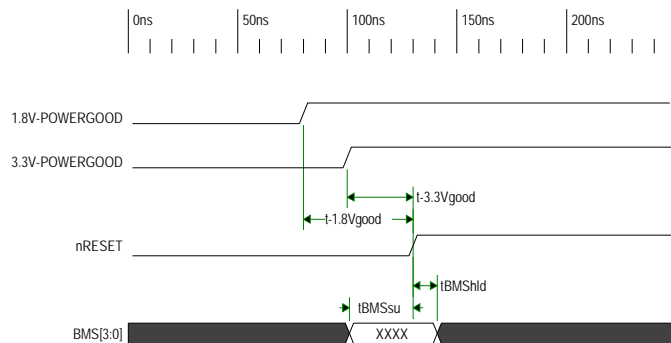 0ns 50ns 100ns 150ns 200ns
1.8V-POWERGOOD
3.3V-POWERGOOD
t-3.3Vgood
t-1.8Vgood
nRESET
tBMShld
tBMSsu
BMS[3:0] XXXX